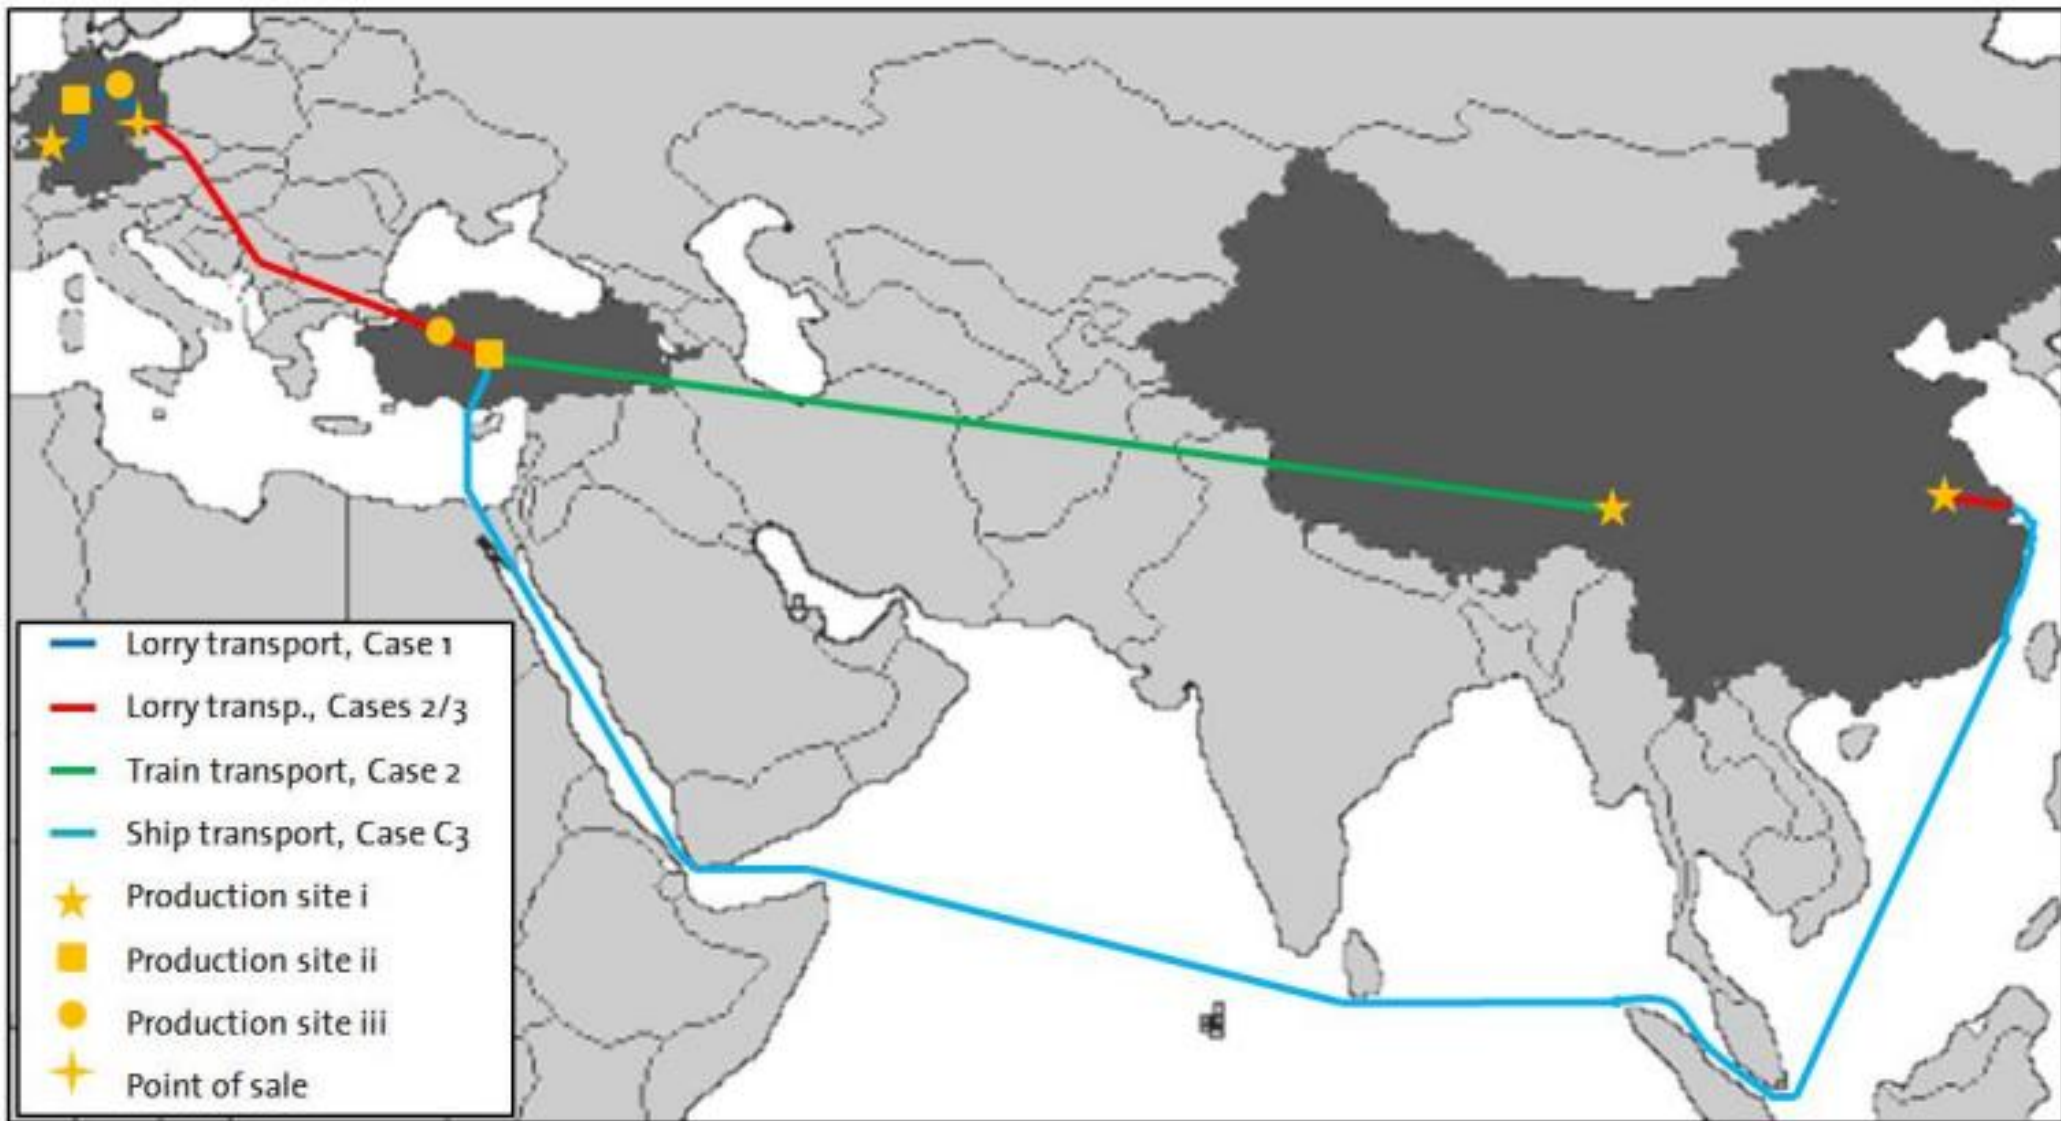 Lorry transport, Case 1
Lorry transp., Cases 2/3
Train transport, Case 2
Ship transport, Case C3
Production site i
Production site ii
Production site iii
Point of sale